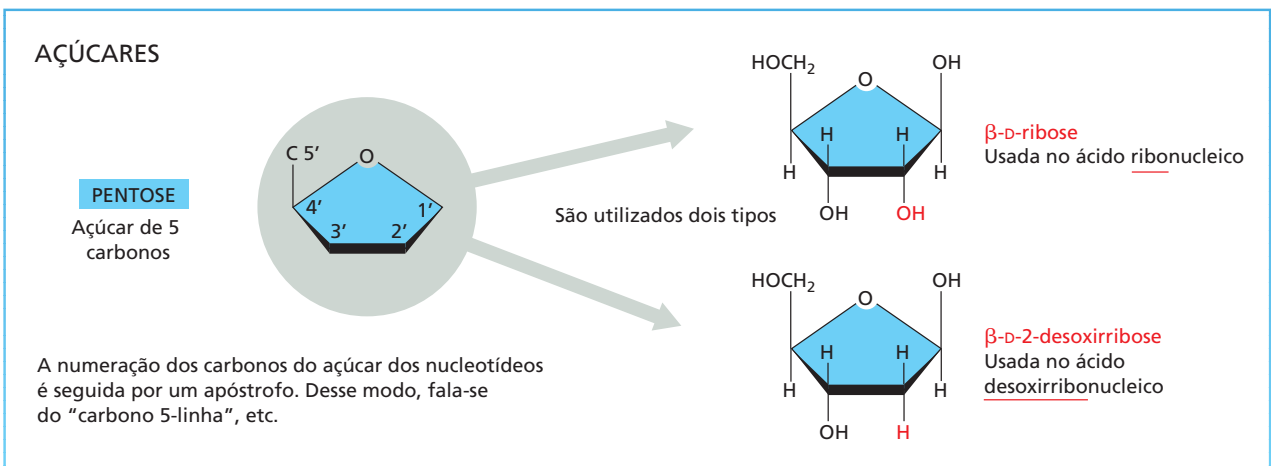 AÇÚCARES
PENTOSE
Açúcar de 5
carbonos
C 5’
O
4’
1’
3’
2’
São utilizados dois tipos
HOCH2
OH
O
H
H
H
H
OH
OH
β-D-ribose
Usada no ácido ribonucleico
HOCH2
OH
O
H
H
H
H
OH
H
β-D-2-desoxirribose
Usada no ácido
desoxirribonucleico
A numeração dos carbonos do açúcar dos nucleotídeos
é seguida por um apóstrofo. Desse modo, fala-se
do “carbono 5-linha”, etc.